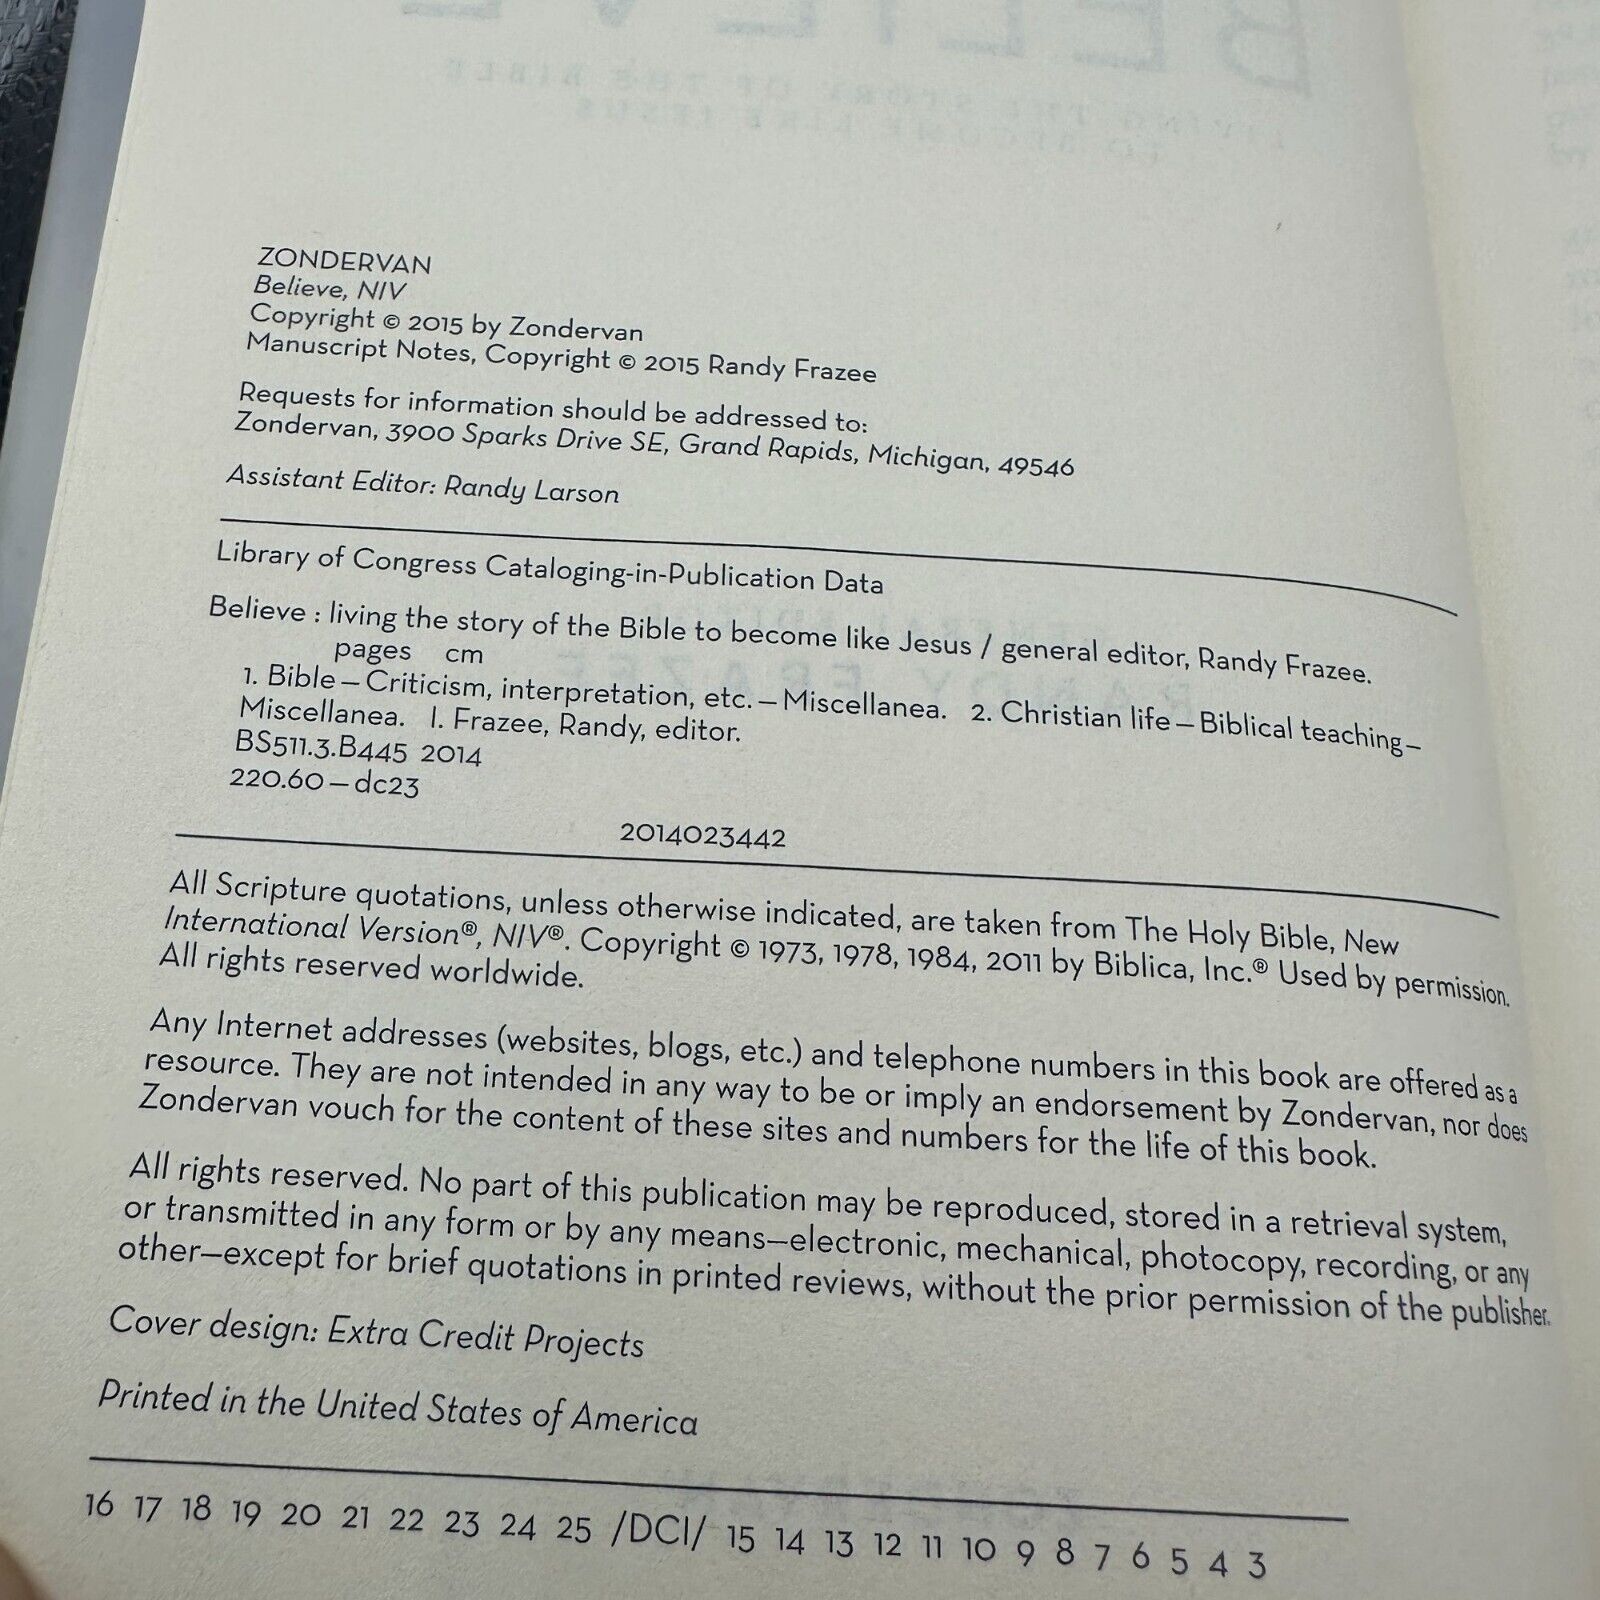 ZONDERVAN
Believe, NIV
Copyright © 2015 by Zondervan
Manuscript Notes, Copyright © 2015 Randy Frazee
Requests for information should be addressed to:
Zondervan, 3900 Sparks Drive SE, Grand Rapids, Michigan, 49546
Assistant Editor: Randy Larson
Library of Congress Cataloging-in-Publication Data
Believe : living the story of the Bible to become like Jesus / general editor, Randy Frazee.
pages cm
1. Bible—Criticism, interpretation, etc.—Miscellanea. 2. Christian life—Biblical teaching—
Miscellanea. I. Frazee, Randy, editor.
BS511.3.B445 2014
220.60—dc23
2014023442
All Scripture quotations, unless otherwise indicated, are taken from The Holy Bible, New
International Version®, NIV®. Copyright © 1973, 1978, 1984, 2011 by Biblica, Inc.® Used by permission.
All rights reserved worldwide.
Any Internet addresses (websites, blogs, etc.) and telephone numbers in this book are offered as a
resource. They are not intended in any way to be or imply an endorsement by Zondervan, nor does
Zondervan vouch for the content of these sites and numbers for the life of this book.
All rights reserved. No part of this publication may be reproduced, stored in a retrieval system,
or transmitted in any form or by any means—electronic, mechanical, photocopy, recording, or any
other—except for brief quotations in printed reviews, without the prior permission of the publisher.
Cover design: Extra Credit Projects
Printed in the United States of America
16 17 18 19 20 21 22 23 24 25 /DCI/ 15 14 13 12 11 10 9 8 7 6 5 4 3